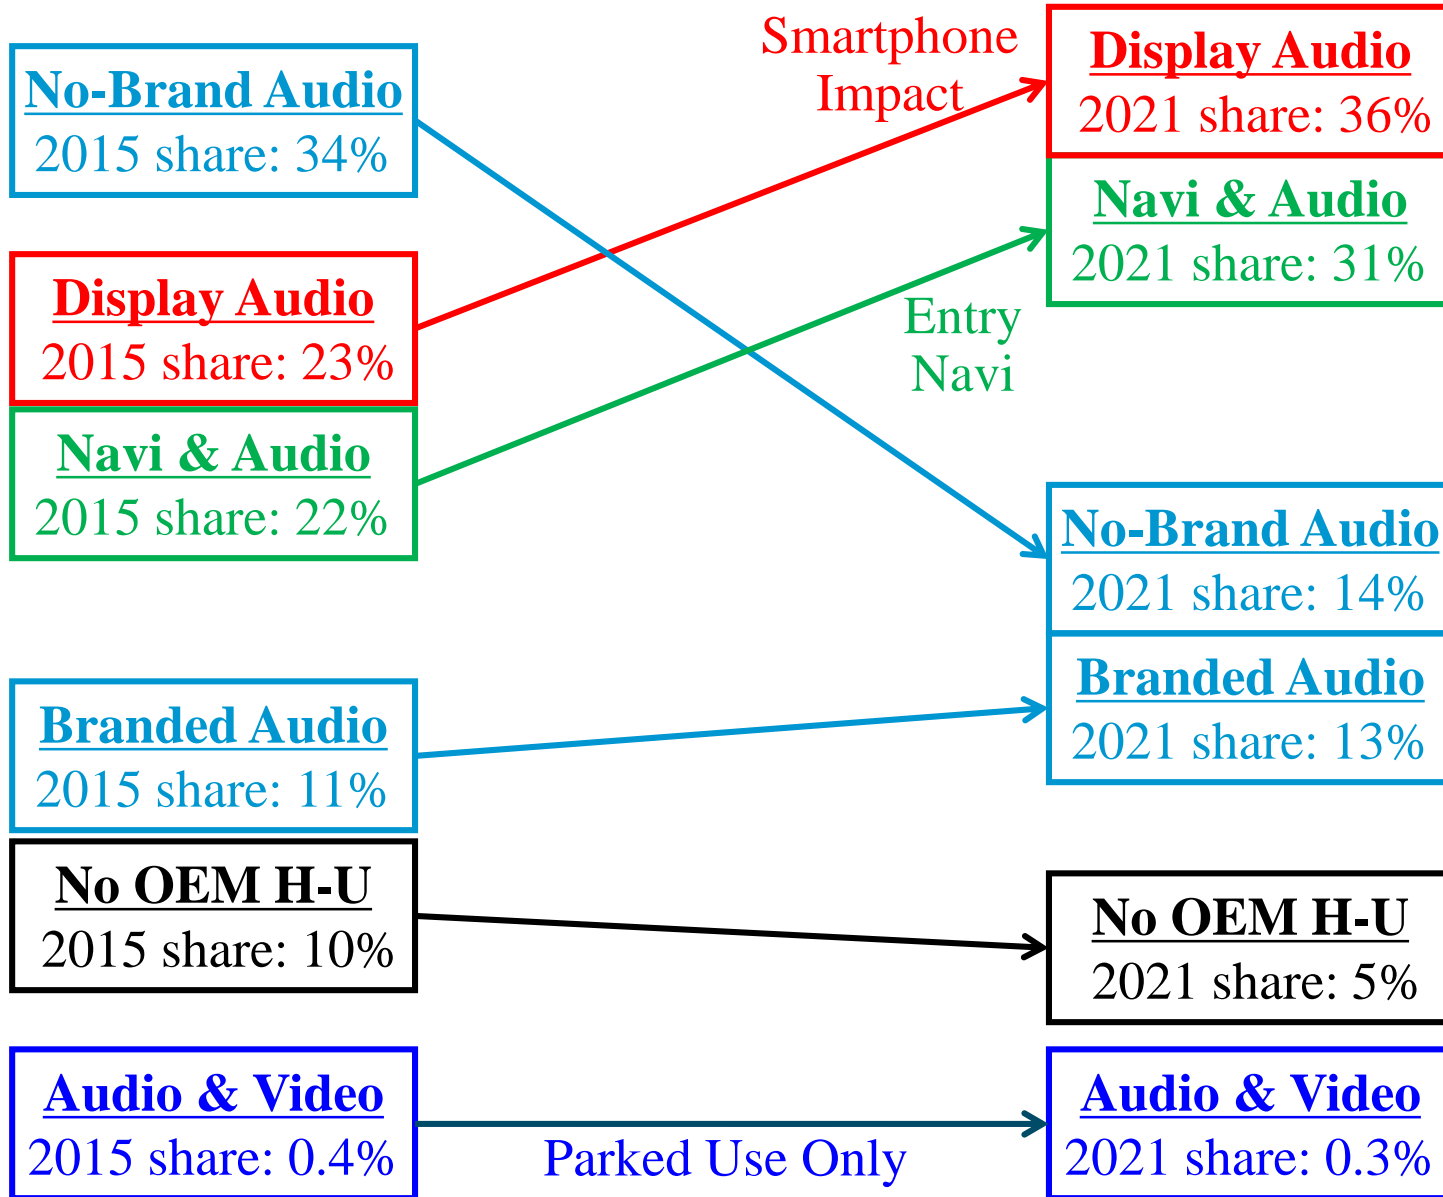 No-Brand Audio
2015 share: 34%
Display Audio
2015 share: 23%
Navi & Audio
2015 share: 22%
Branded Audio
2015 share: 11%
No OEM H-U
2015 share: 10%
Audio & Video
2015 share: 0.4%
Smartphone
Impact
Entry
Navi
Parked Use Only
Display Audio
2021 share: 36%
Navi & Audio
2021 share: 31%
No-Brand Audio
2021 share: 14%
Branded Audio
2021 share: 13%
No OEM H-U
2021 share: 5%
Audio & Video
2021 share: 0.3%